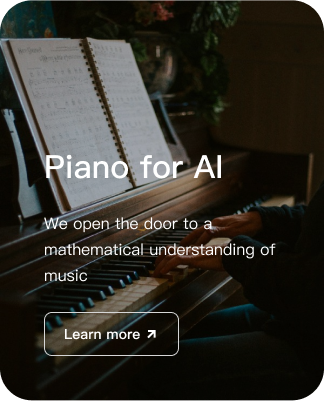 Piano for AI
We open the door to a
mathematical understanding of
music
Learn more ↗